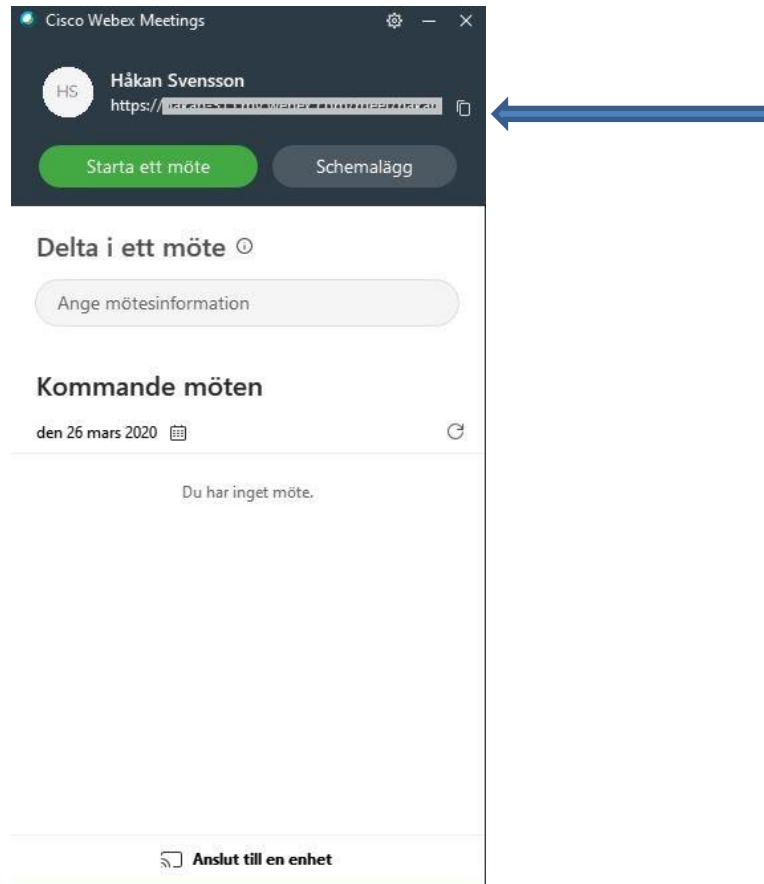 Cisco Webex Meetings
HS
Håkan Svensson
https://
Starta ett möte
Schemalägg
Delta i ett möte
Ange mötesinformation
Kommande möten
den 26 mars 2020
Du har inget möte.
Anslut till en enhet